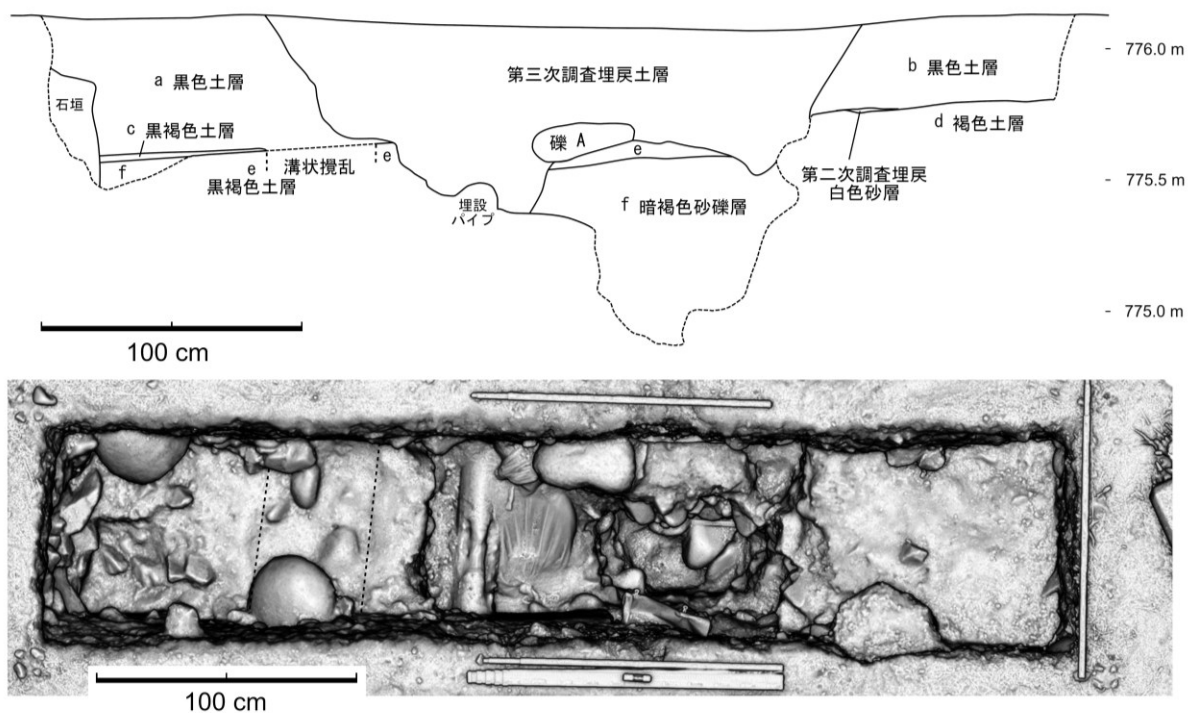 776.0 m
a 黒色土層
第三次調査埋戻土層
b 黒色土層
石垣
c 黒褐色土層
礫 A
d 褐色土層
f
e
溝状攪乱
e
e
黒褐色土層
第二次調査埋戻
白色砂層
775.5 m
埋設
パイプ
f 暗褐色砂礫層
775.0 m
100 cm
100 cm